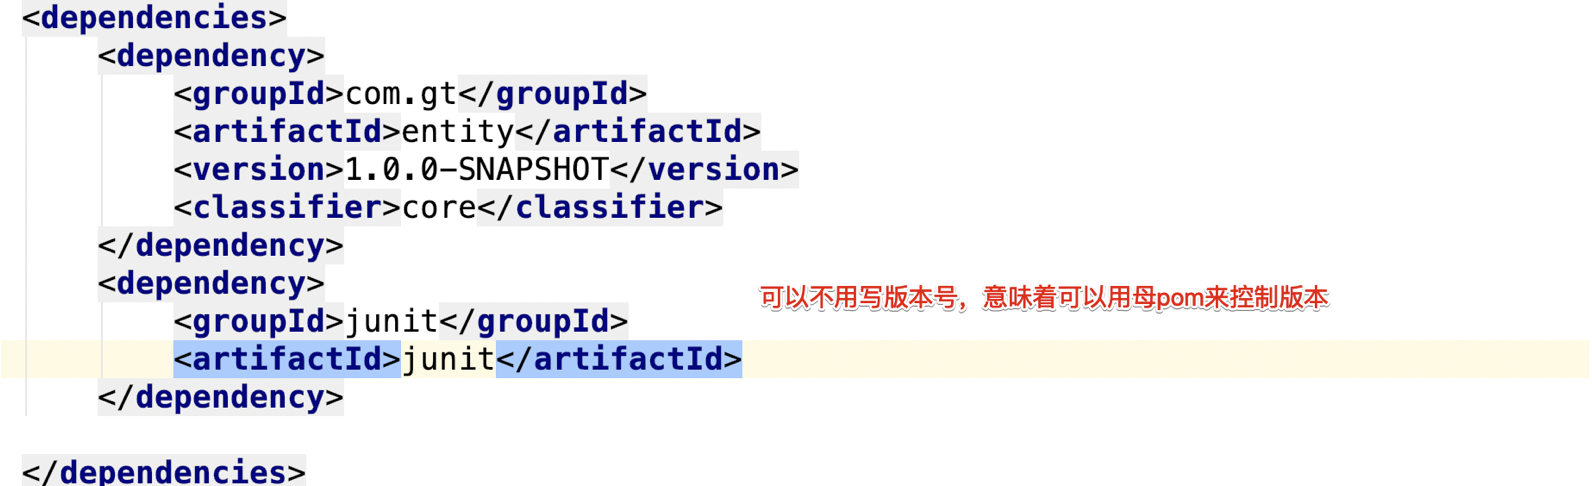 <dependencies>
<dependency>
<groupId>com.gt</groupId>
<artifactId>entity</artifactId>
<version>1.0.0-SNAPSHOT</version>
<classifier>core</classifier>
</dependency>
<dependency>
可以不用写版本号，意味着可以用母pom来控制版本
<groupId>junit</groupId>
<artifactId>junit</artifactId>
</dependency>
</dependencies>